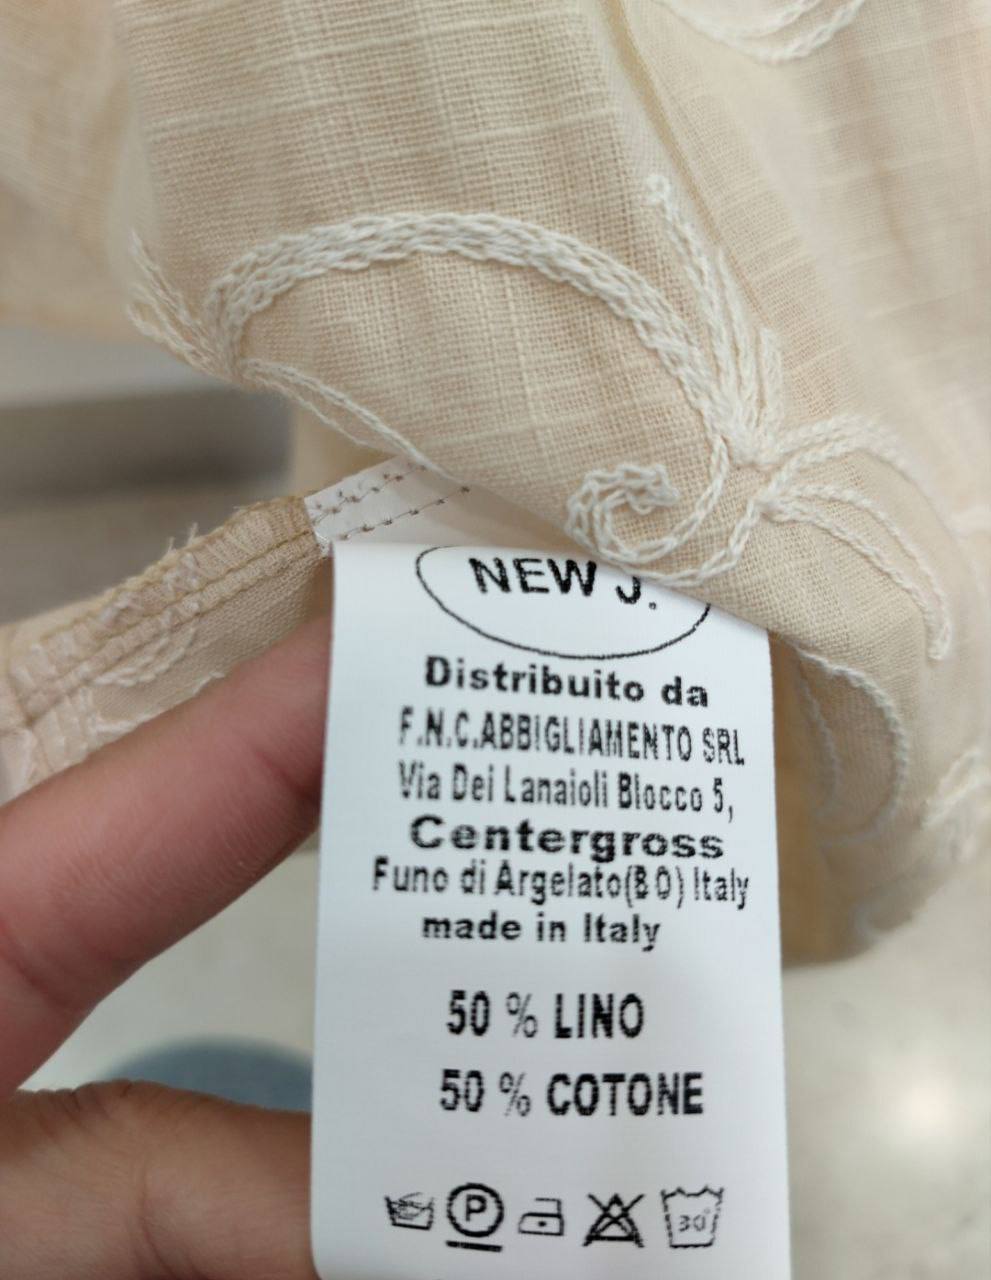 NEW J.
Distribuito da
F.N.C.ABBIGLIAMENTO SRL
Via Dei Lanaioli Blocco 5,
Centergross
Funo di Argelato(BO) Italy
made in Italy
50 % LINO
50 % COTONE
P
30°